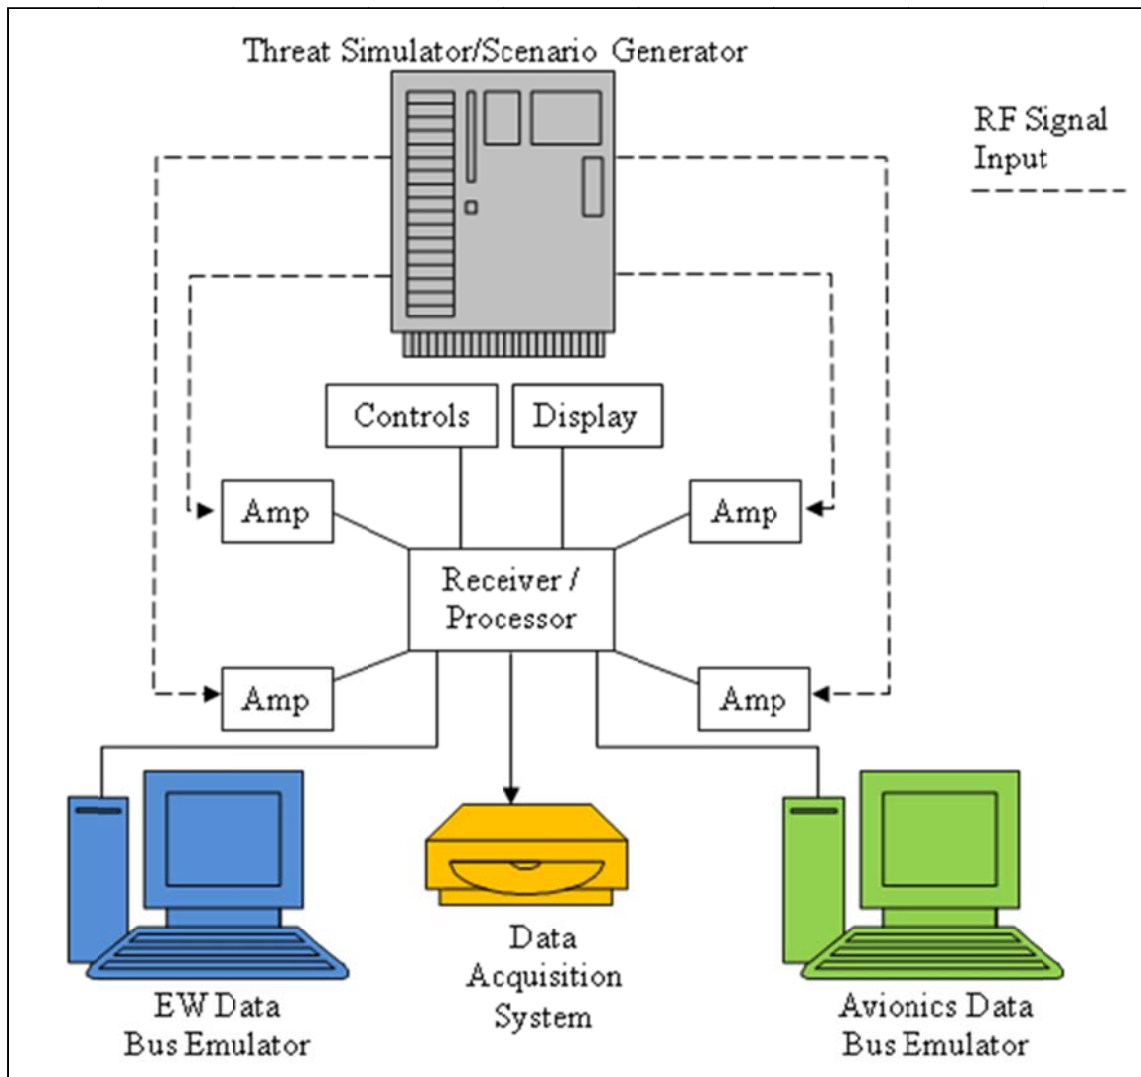 Threat Simulator/Scenario Generator
RF Signal
Input
Controls
Display
Amp
Amp
Receiver /
Processor
Amp
Amp
EW Data
Bus Emulator
Data
Acquisition
System
Avionics Data
Bus Emulator